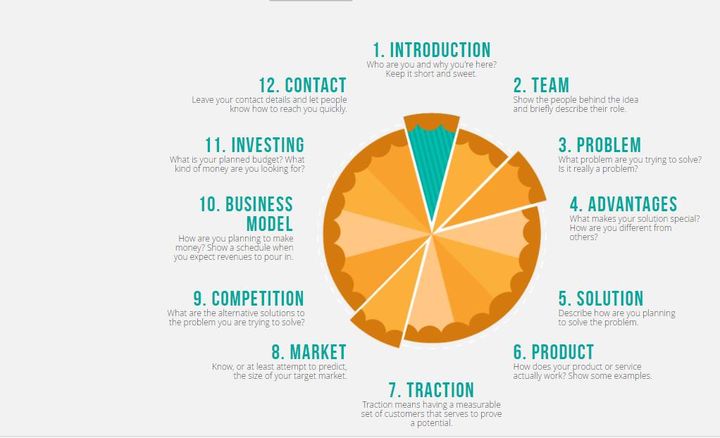 1. INTRODUCTION
Who are you and why you're here?
Keep it short and sweet.
2. TEAM
Show the people behind the idea
and briefly describe their role.
3. PROBLEM
What problem are you trying to solve?
Is it really a problem?
4. ADVANTAGES
What makes your solution special?
How are you different from
others?
5. SOLUTION
Describe how are you planning
to solve the problem.
6. PRODUCT
How does your product or service
actually work? Show some examples.
7. TRACTION
Traction means having a measurable
set of customers that serves to prove
a potential.
8. MARKET
Know, or at least attempt to predict,
the size of your target market.
9. COMPETITION
What are the alternative solutions to
the problem you are trying to solve?
10. BUSINESS
MODEL
How are you planning to make
money? Show a schedule when
you expect revenues to pour in.
11. INVESTING
What is your planned budget? What
kind of money are you looking for?
12. CONTACT
Leave your contact details and let people
know how to reach you quickly.